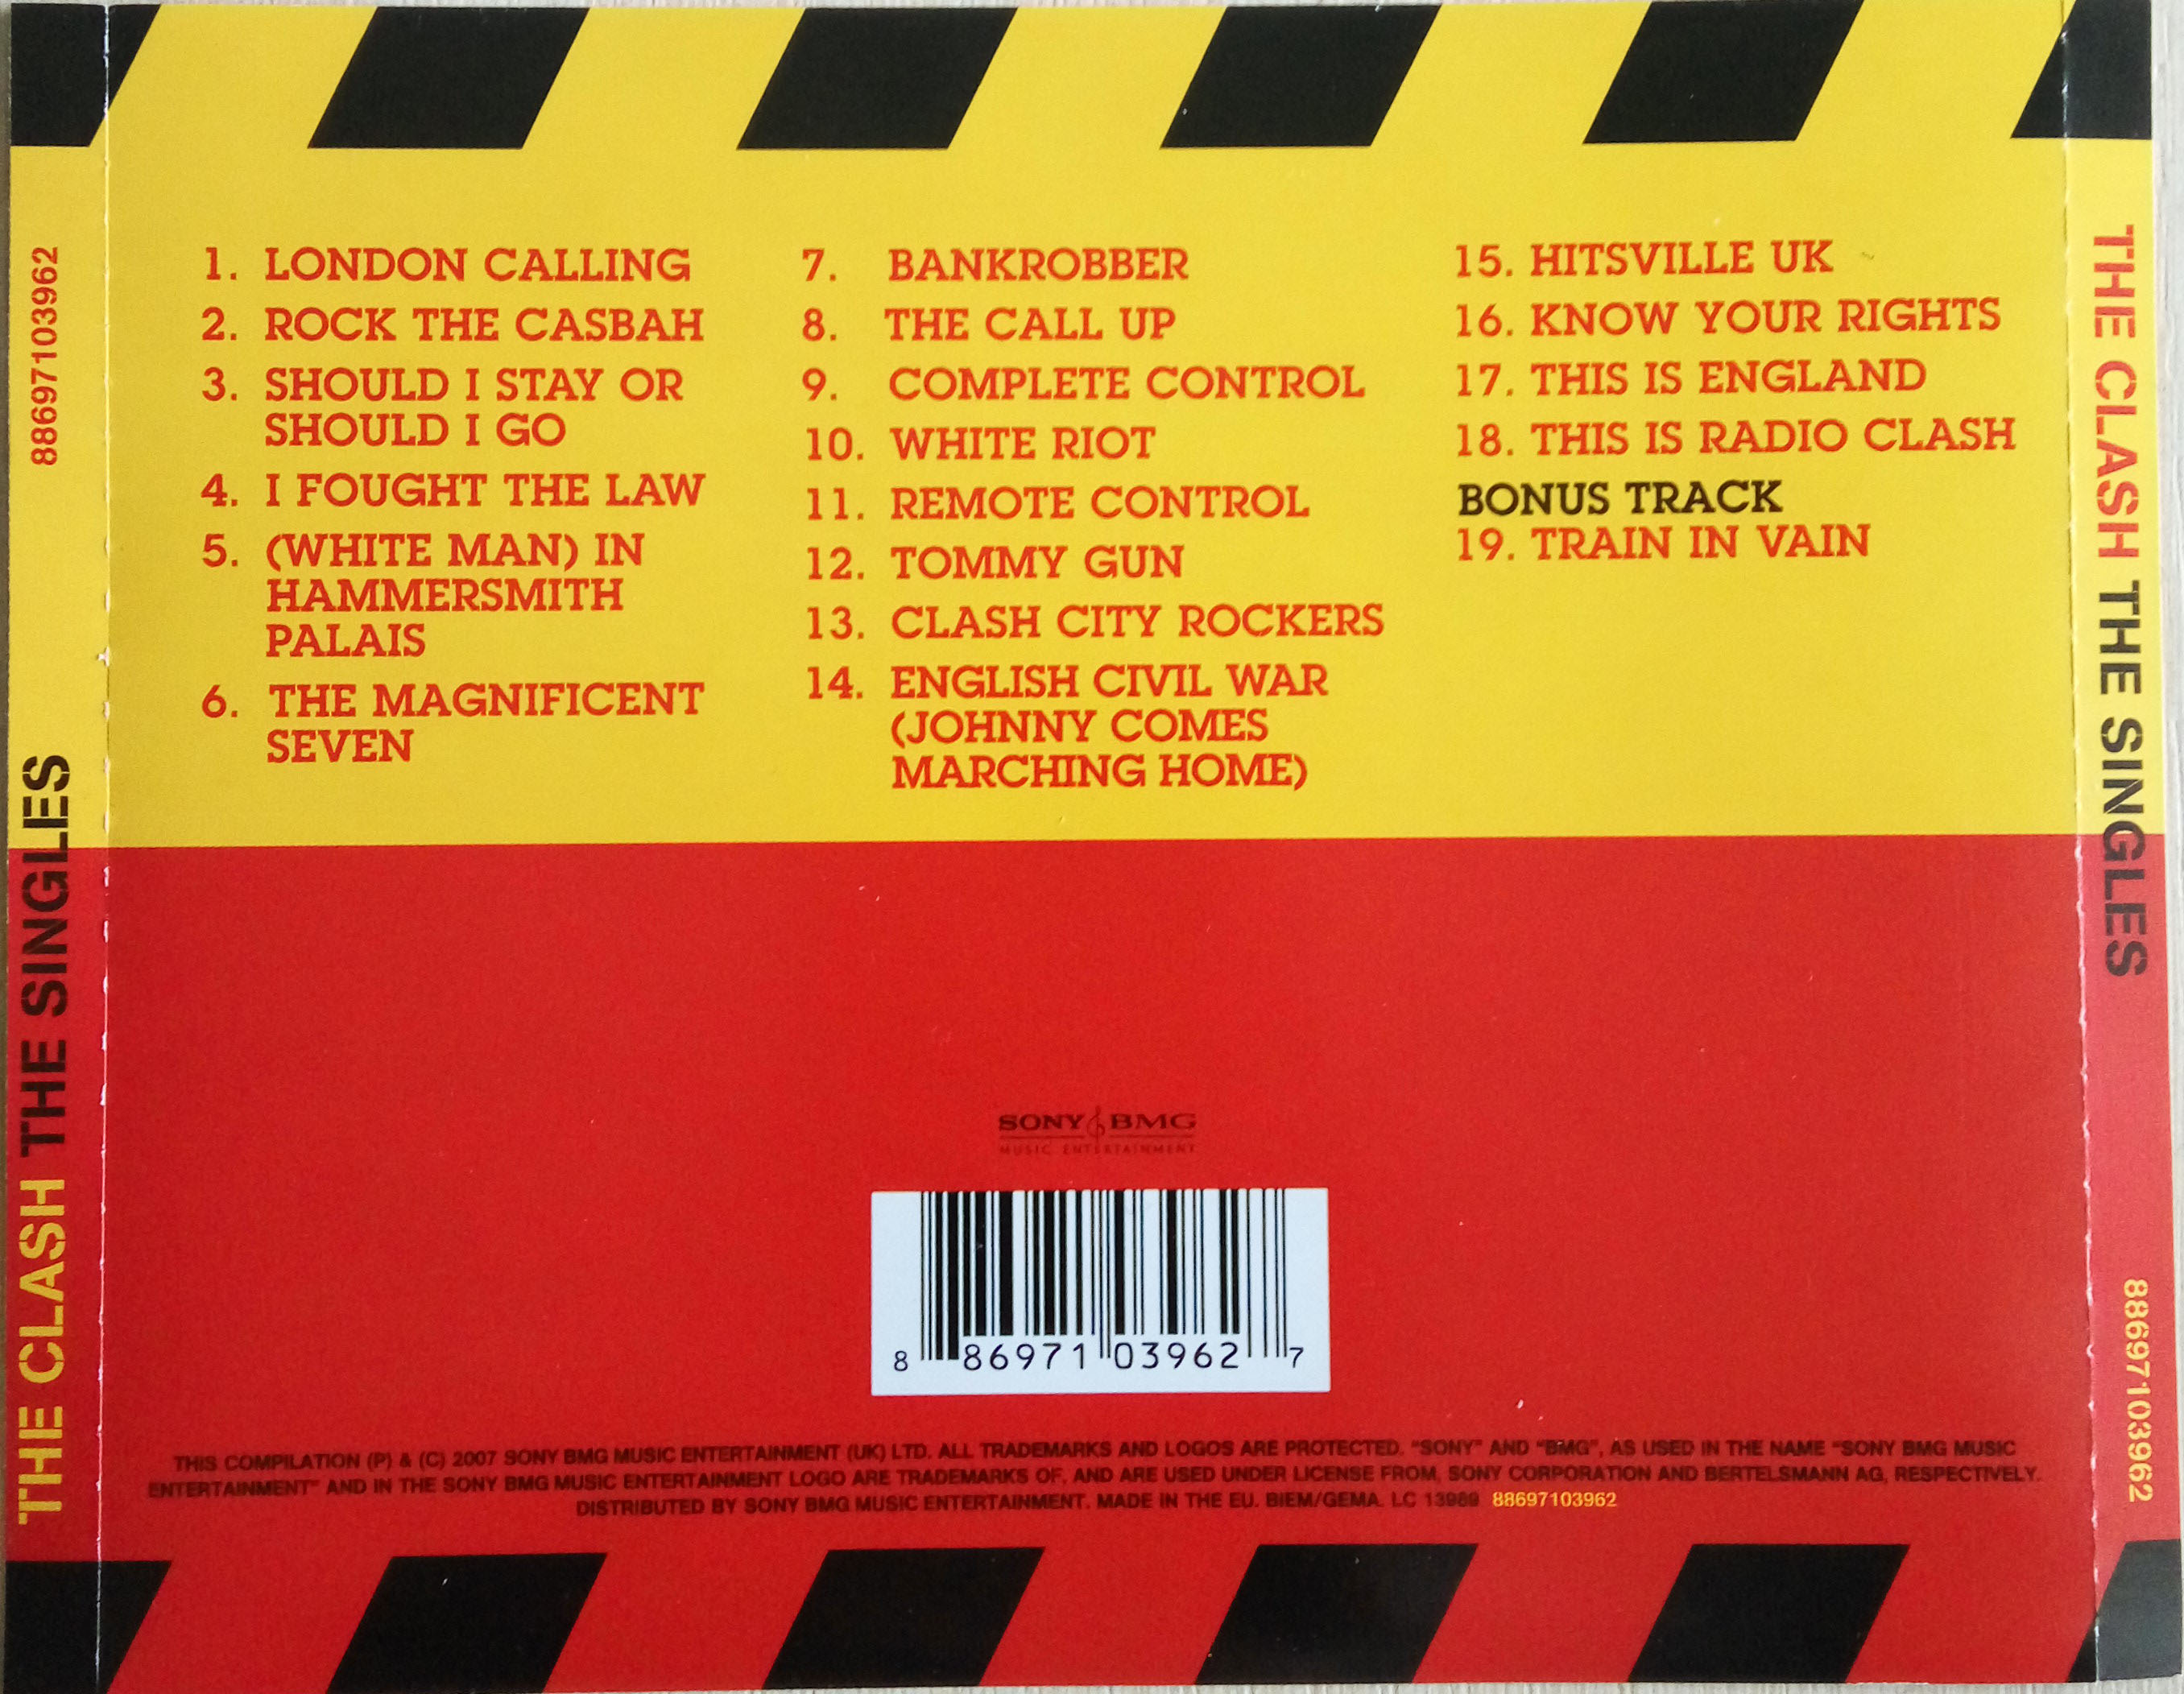 88697103962
THE CLASH THE SINGLES
1. LONDON CALLING
2. ROCK THE CASBAH
3. SHOULD I STAY OR
SHOULD I GO
4. I FOUGHT THE LAW
5. (WHITE MAN) IN
HAMMERSMITH
PALAIS
6. THE MAGNIFICENT
SEVEN
7. BANKROBBER
8. THE CALL UP
9. COMPLETE CONTROL
10. WHITE RIOT
11. REMOTE CONTROL
12. TOMMY GUN
13. CLASH CITY ROCKERS
14. ENGLISH CIVIL WAR
(JOHNNY COMES
MARCHING HOME)
15. HITSVILLE UK
16. KNOW YOUR RIGHTS
17. THIS IS ENGLAND
18. THIS IS RADIO CLASH
BONUS TRACK
19. TRAIN IN VAIN
SONY BMG
MUSIC ENTERTAINMENT
8 86971 03962 7
THIS COMPILATION (P) & (C) 2007 SONY BMG MUSIC ENTERTAINMENT (UK) LTD. ALL TRADEMARKS AND LOGOS ARE PROTECTED. "SONY" AND "BMG", AS USED IN THE NAME "SONY BMG MUSIC
ENTERTAINMENT" AND IN THE SONY BMG MUSIC ENTERTAINMENT LOGO ARE TRADEMARKS OF, AND ARE USED UNDER LICENSE FROM, SONY CORPORATION AND BERTELSMANN AG, RESPECTIVELY.
DISTRIBUTED BY SONY BMG MUSIC ENTERTAINMENT. MADE IN THE EU. BIEM/GEMA. LC 13989 88697103962
THE CLASH THE SINGLES
88697103962